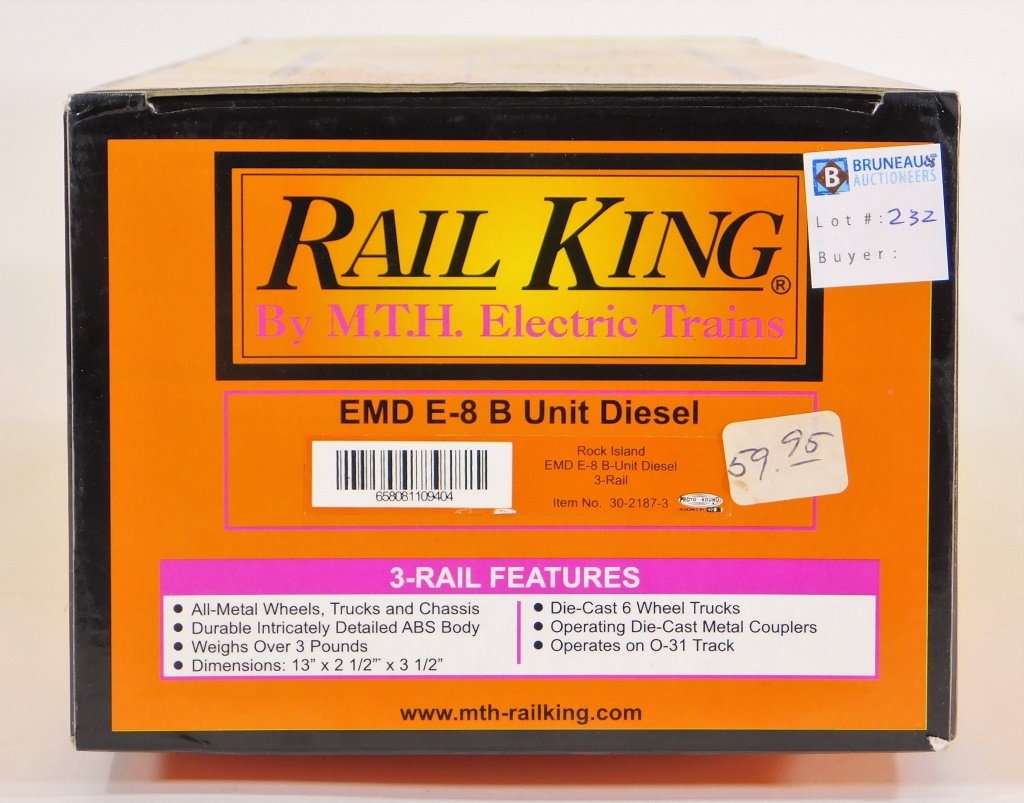 RAIL KING®
By M.T.H. Electric Trains
BRUNEAU&
AUCTIONEERS
B
Lot #: 232
Buyer:
EMD E-8 B Unit Diesel
658081109404
Rock Island
EMD E-8 B-Unit Diesel
3-Rail
Item No. 30-2187-3
59.95
3-RAIL FEATURES
• All-Metal Wheels, Trucks and Chassis
• Durable Intricately Detailed ABS Body
• Weighs Over 3 Pounds
• Dimensions: 13” x 2 1/2”” x 3 1/2”
• Die-Cast 6 Wheel Trucks
• Operating Die-Cast Metal Couplers
• Operates on O-31 Track
www.mth-railking.com